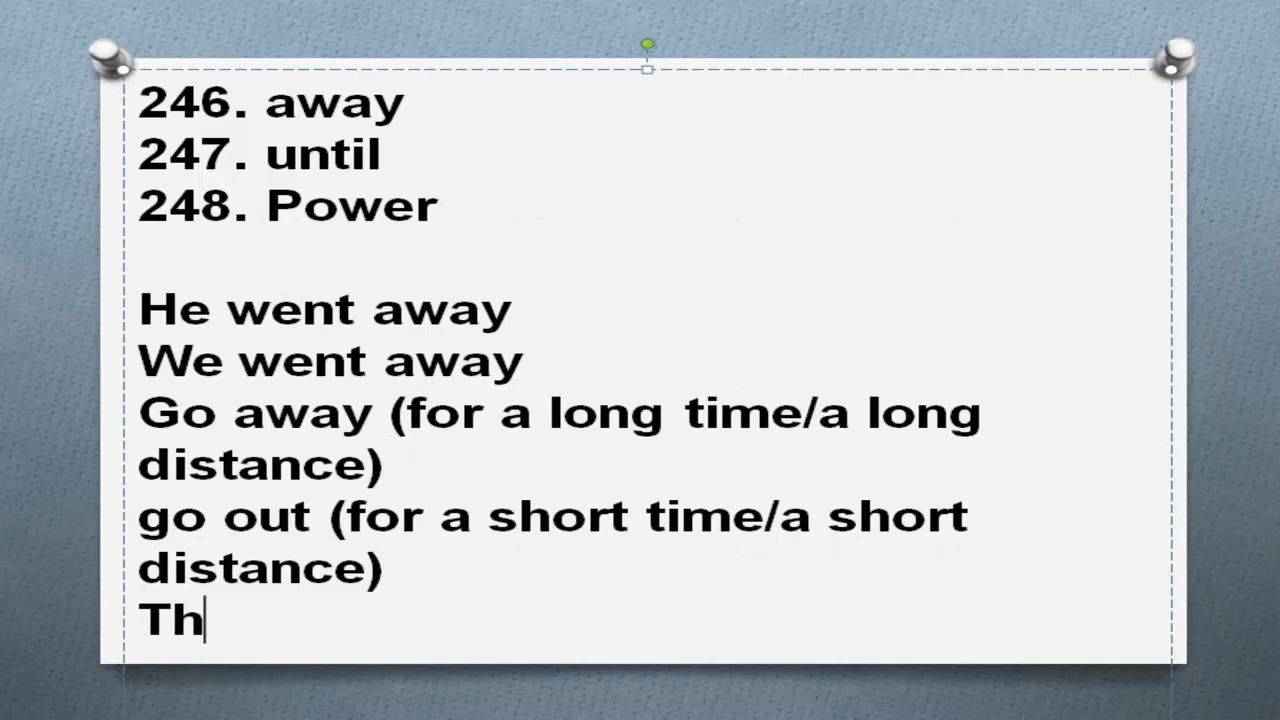 246. away
247. until
248. Power
He went away
We went away
Go away (for a long time/a long
distance)
go out (for a short time/a short
distance)
Th